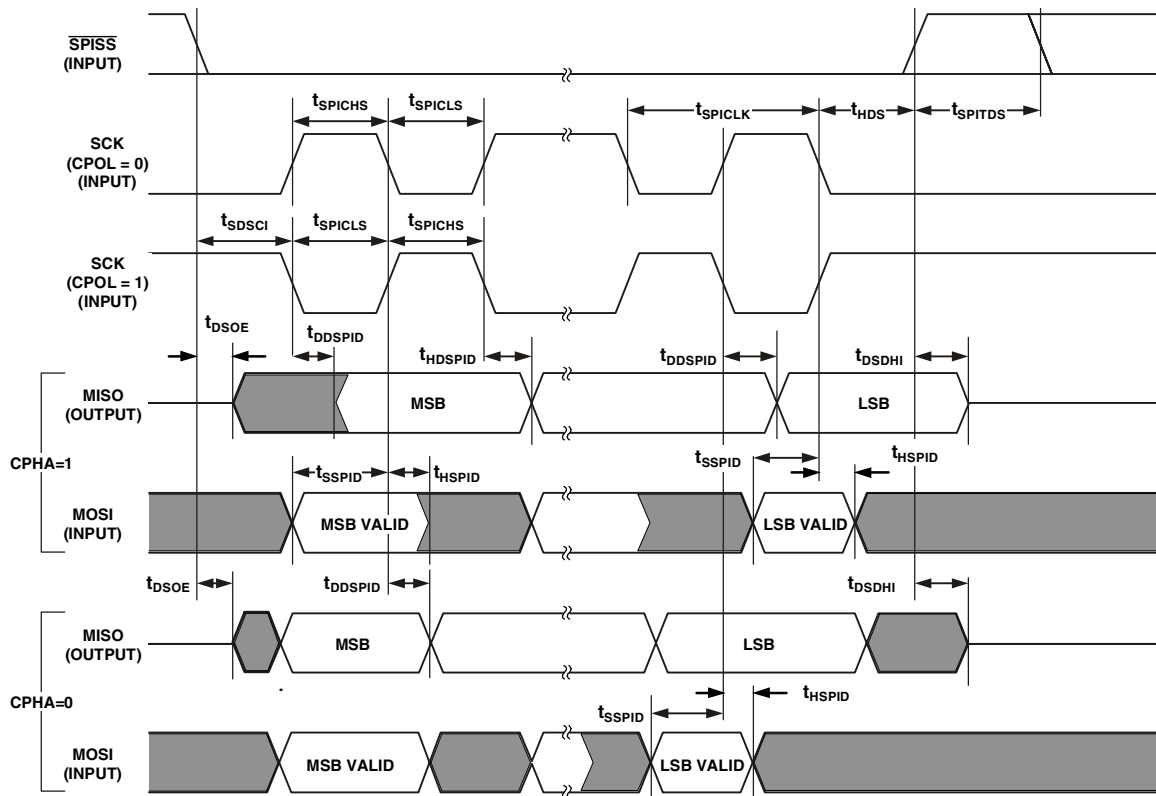 SPISS
(INPUT)
tSPICHS tSPICLS tSPICLK tHDS tSPITDS
SCK
(CPOL = 0)
(INPUT)
tSDSCI tSPICLS tSPICHS
SCK
(CPOL = 1)
(INPUT)
tDSOE tDDSPID tHDSPID tDDSPID tDSDHI
CPHA=1
MISO
(OUTPUT)
MSB LSB
tSSPID tHSPID tSSPID tHSPID
MOSI
(INPUT)
MSB VALID LSB VALID
tDSOE tDDSPID tDSDHI
CPHA=0
MISO
(OUTPUT)
MSB LSB
tSSPID tHSPID
MOSI
(INPUT)
MSB VALID LSB VALID